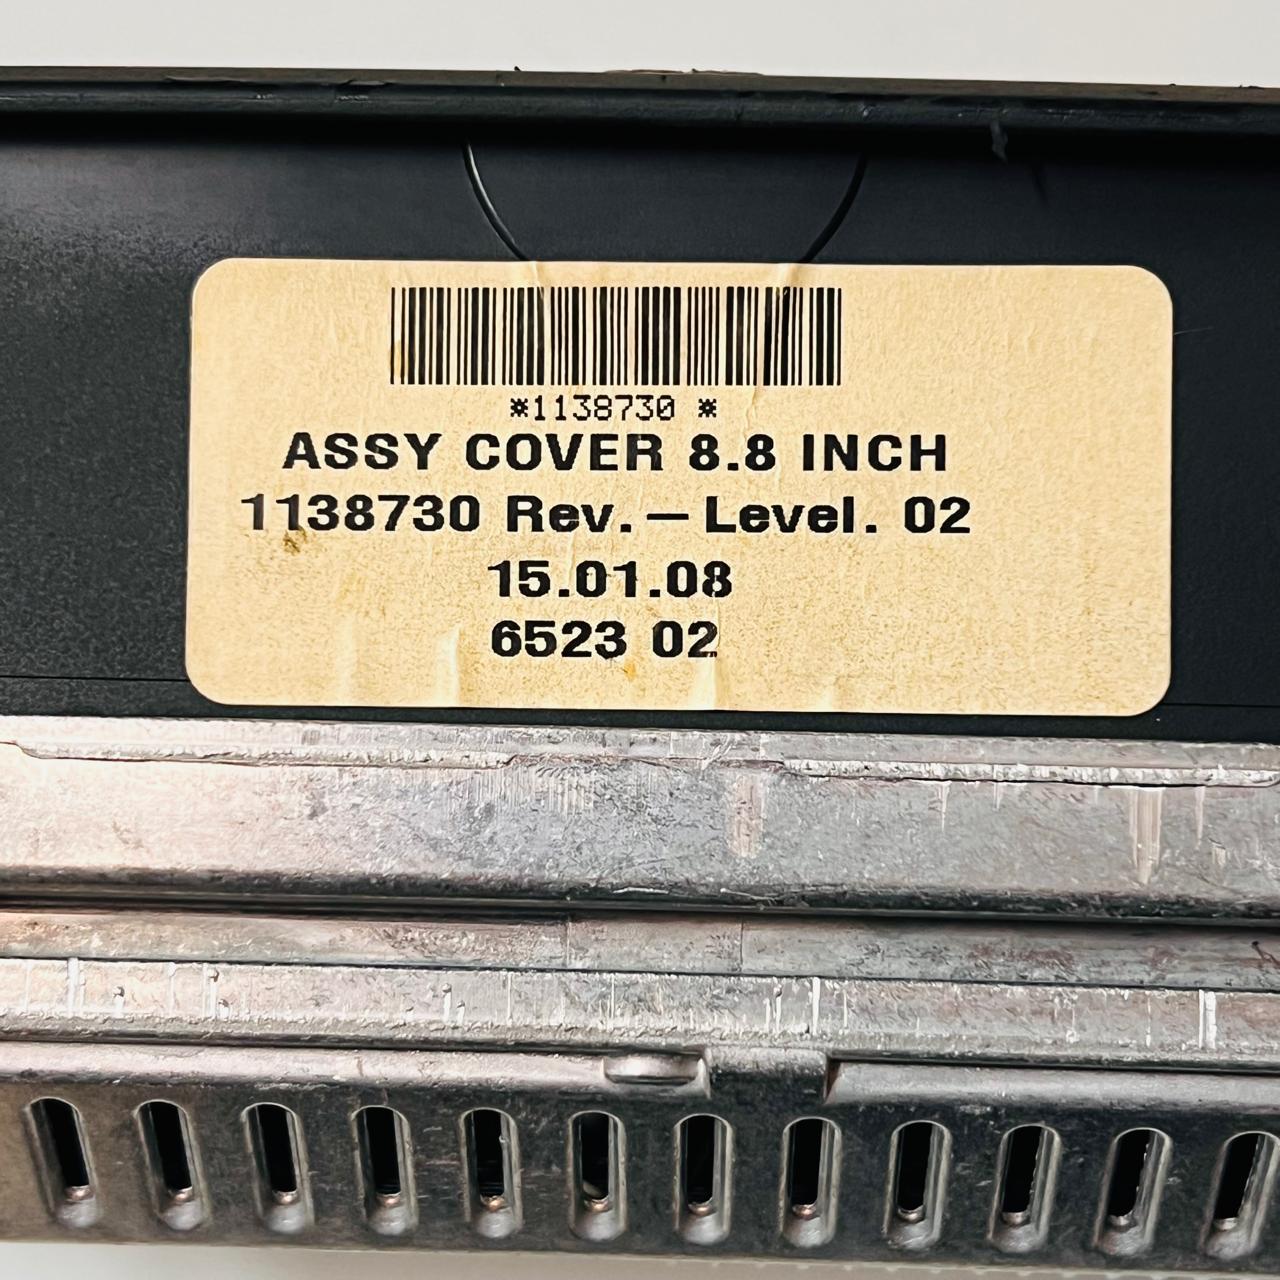 *1138730 *
ASSY COVER 8.8 INCH
1138730 Rev. – Level. 02
15.01.08
6523 02